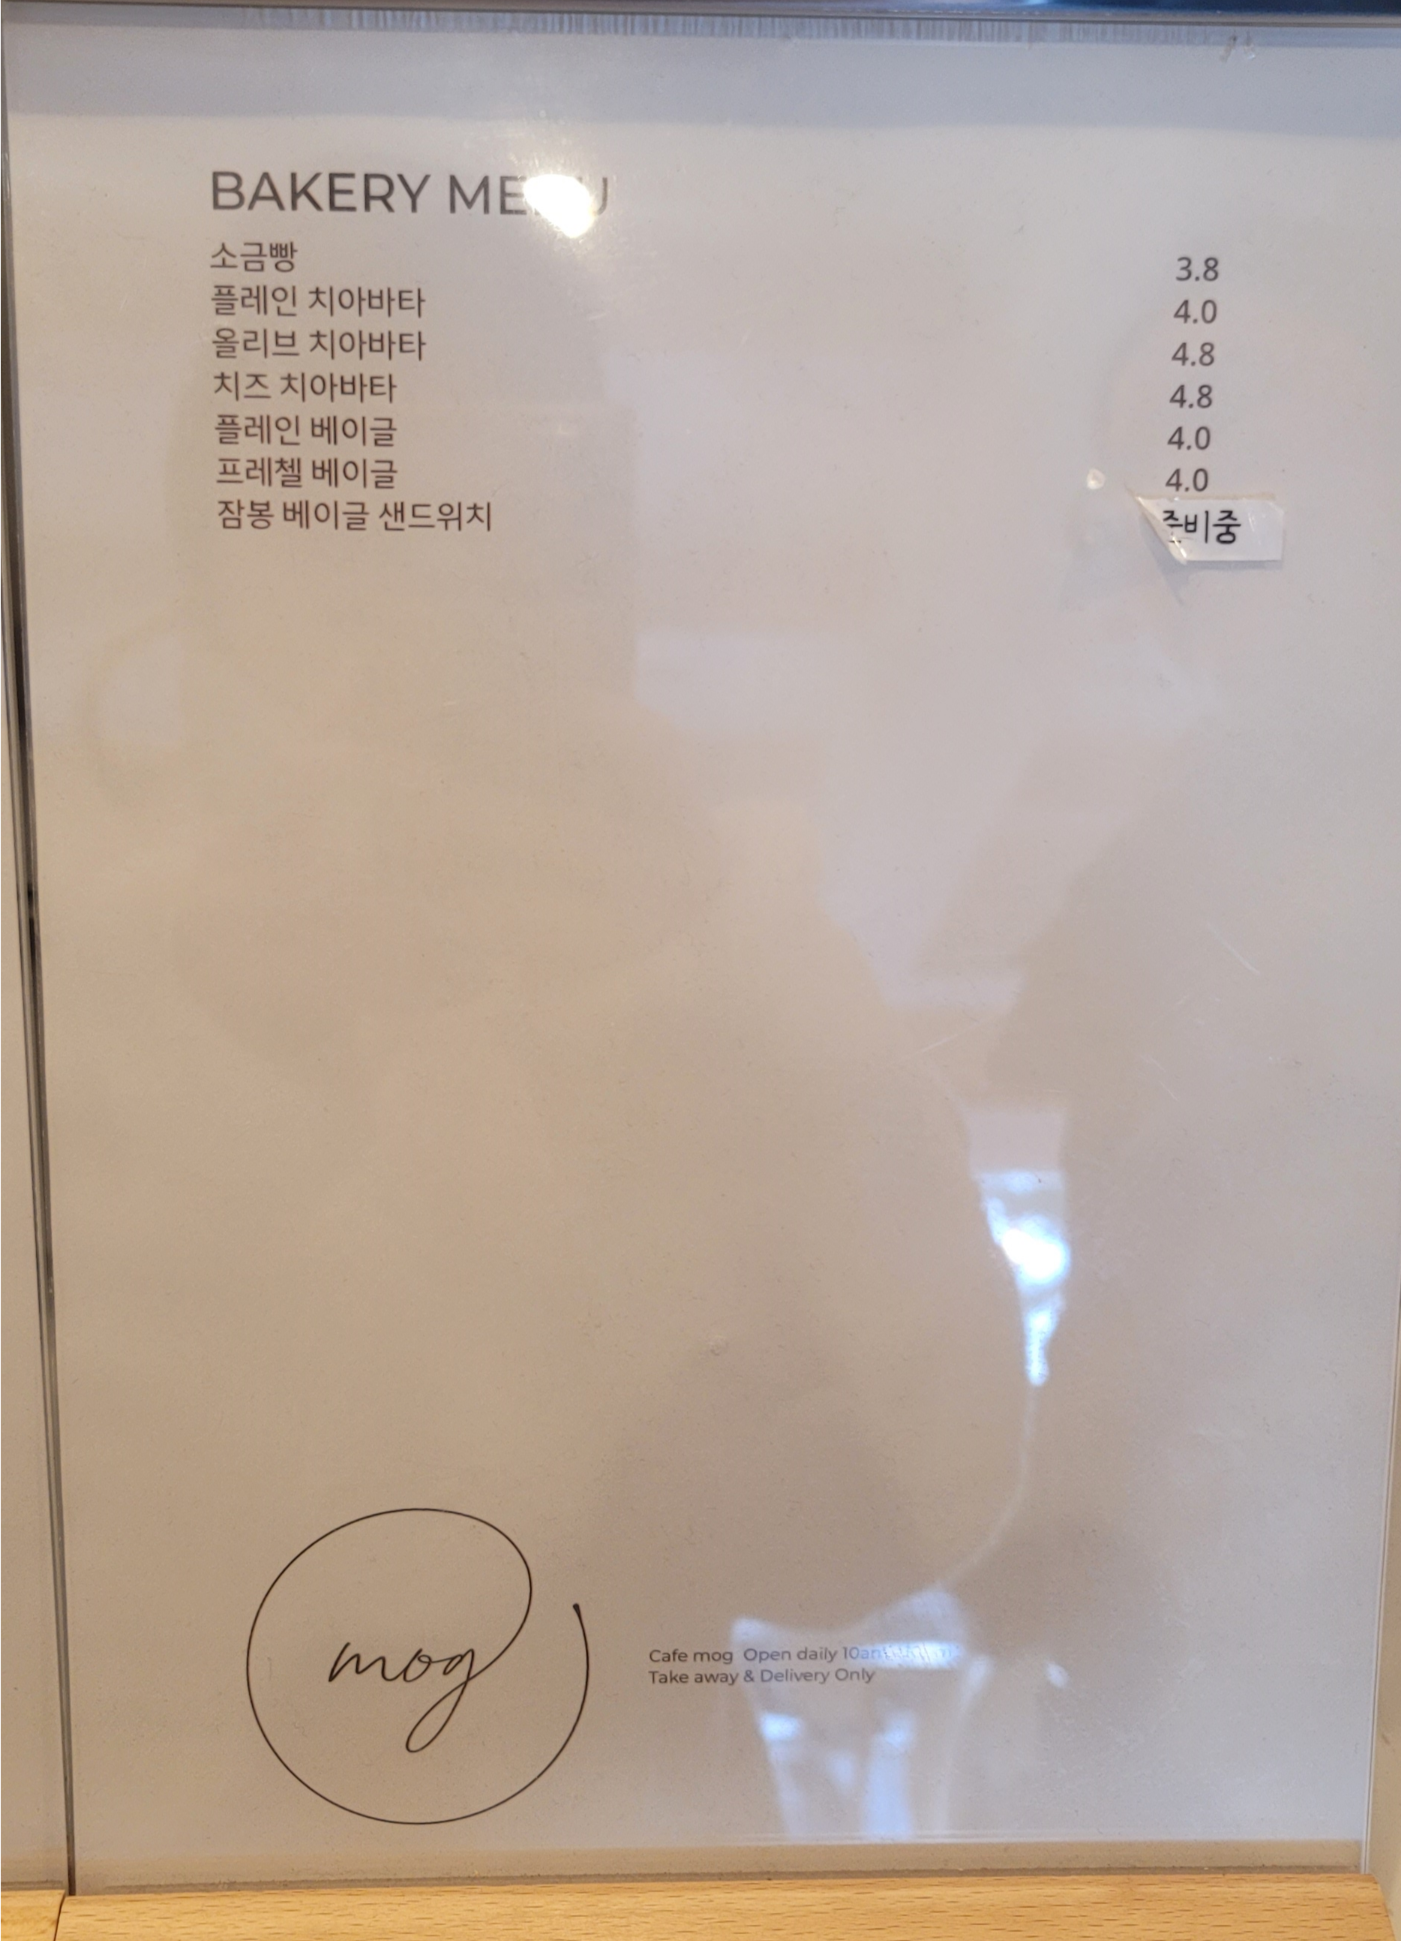 BAKERY MENU
소금빵 3.8
플레인 치아바타 4.0
올리브 치아바타 4.8
치즈 치아바타 4.8
플레인 베이글 4.0
프레첼 베이글 4.0
잠봉 베이글 샌드위치 준비중
mog
Cafe mog Open daily 10am
Take away & Delivery Only